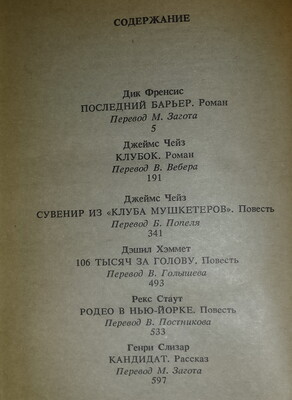 СОДЕРЖАНИЕ
Дик Френсис
ПОСЛЕДНИЙ БАРЬЕР. Роман
Перевод М. Загота
5
Джеймс Чейз
КЛУБОК. Роман
Перевод В. Вебера
191
Джеймс Чейз
СУВЕНИР ИЗ «КЛУБА МУШКЕТЕРОВ». Повесть
Перевод Б. Попеля
341
Дэшил Хэммет
106 ТЫСЯЧ ЗА ГОЛОВУ. Повесть
Перевод В. Голышева
493
Рекс Стаут
РОДЕО В НЬЮ-ЙОРКЕ. Повесть
Перевод В. Постникова
533
Генри Слизар
КАНДИДАТ. Рассказ
Перевод М. Загота
597